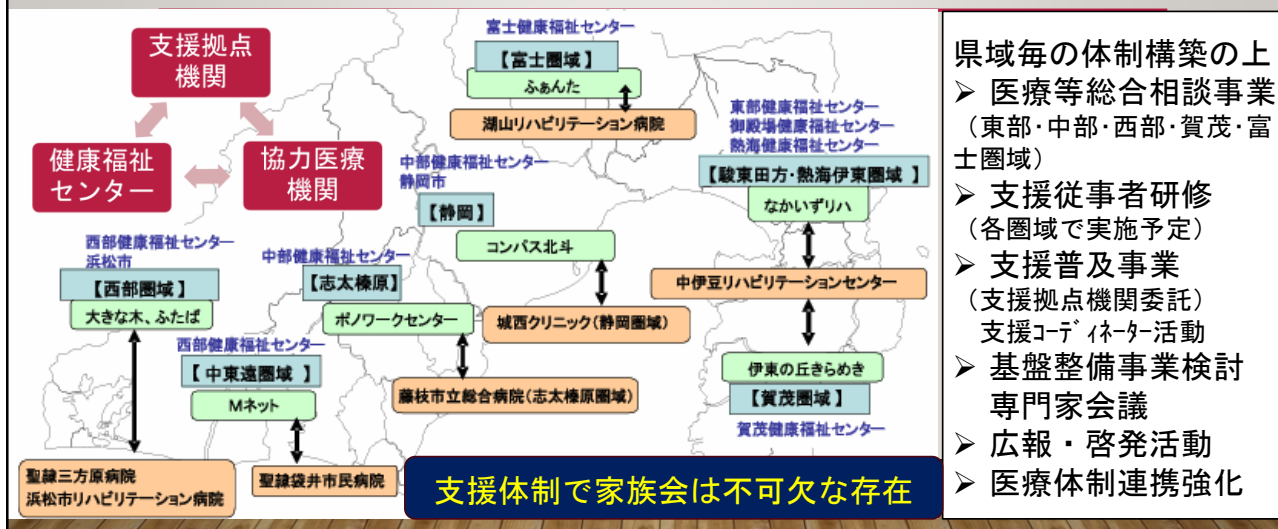 支援拠点
機関
健康福祉
センター
協力医療
機関
富士健康福祉センター
【富士圏域】
ふぁんた
湖山リハビリテーション病院
東部健康福祉センター
御殿場健康福祉センター
熱海健康福祉センター
【駿東田方・熱海伊東圏域 】
なかいずリハ
中伊豆リハビリテーションセンター
伊東の丘きらめき
【賀茂圏域】
賀茂健康福祉センター
中部健康福祉センター
静岡市
【静岡】
コンパス北斗
城西クリニック(静岡圏域)
中部健康福祉センター
【志太榛原】
ポノワークセンター
藤枝市立総合病院(志太榛原圏域)
西部健康福祉センター
浜松市
【西部圏域】
大きな木、ふたば
聖隷三方原病院
浜松市リハビリテーション病院
西部健康福祉センター
【 中東遠圏域 】
Mネット
聖隷袋井市民病院
支援体制で家族会は不可欠な存在
県域毎の体制構築の上
➢ 医療等総合相談事業
（東部･中部･西部･賀茂･富
士圏域）
➢ 支援従事者研修
（各圏域で実施予定）
➢ 支援普及事業
（支援拠点機関委託）
支援ｺｰﾃﾞｨﾈｰﾀｰ活動
➢ 基盤整備事業検討
専門家会議
➢ 広報・啓発活動
➢ 医療体制連携強化